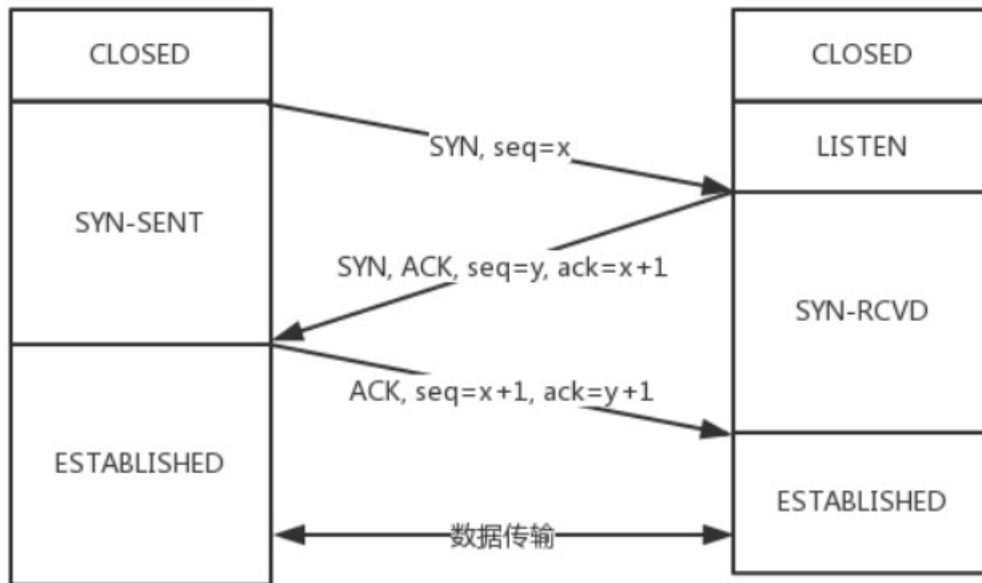 CLOSED
CLOSED
SYN, seq=x
LISTEN
SYN-SENT
SYN, ACK, seq=y, ack=x+1
SYN-RCVD
ACK, seq=x+1, ack=y+1
ESTABLISHED
ESTABLISHED
数据传输